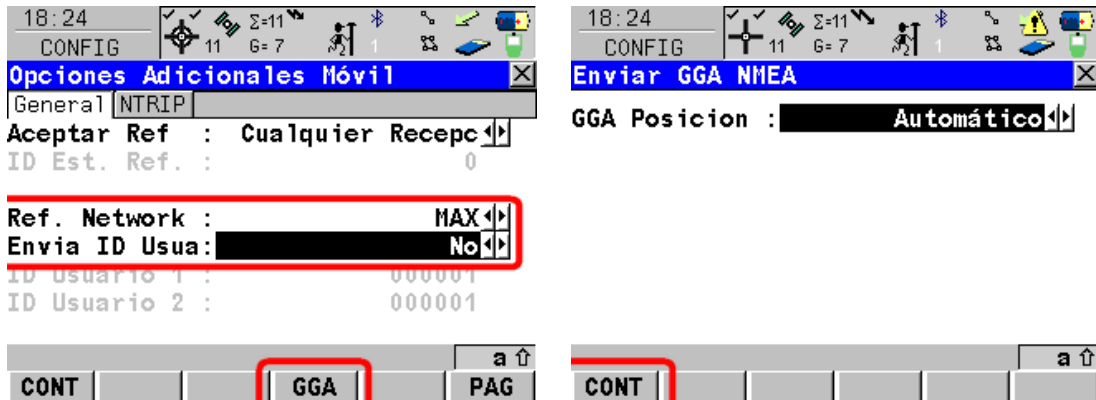 18:24
CONFIG
11
Σ=11
G= 7
1
Opciones Adicionales Móvil
General NTRIP
Aceptar Ref : Cualquier Recepc
ID Est. Ref. : 0
Ref. Network : MAX
Envia ID Usua: No
ID Usuario 1 : 000001
ID Usuario 2 : 000001
a
CONT GGA PAG
18:24
CONFIG
11
Σ=11
G= 7
1
Enviar GGA NMEA
GGA Posicion : Automático
a
CONT